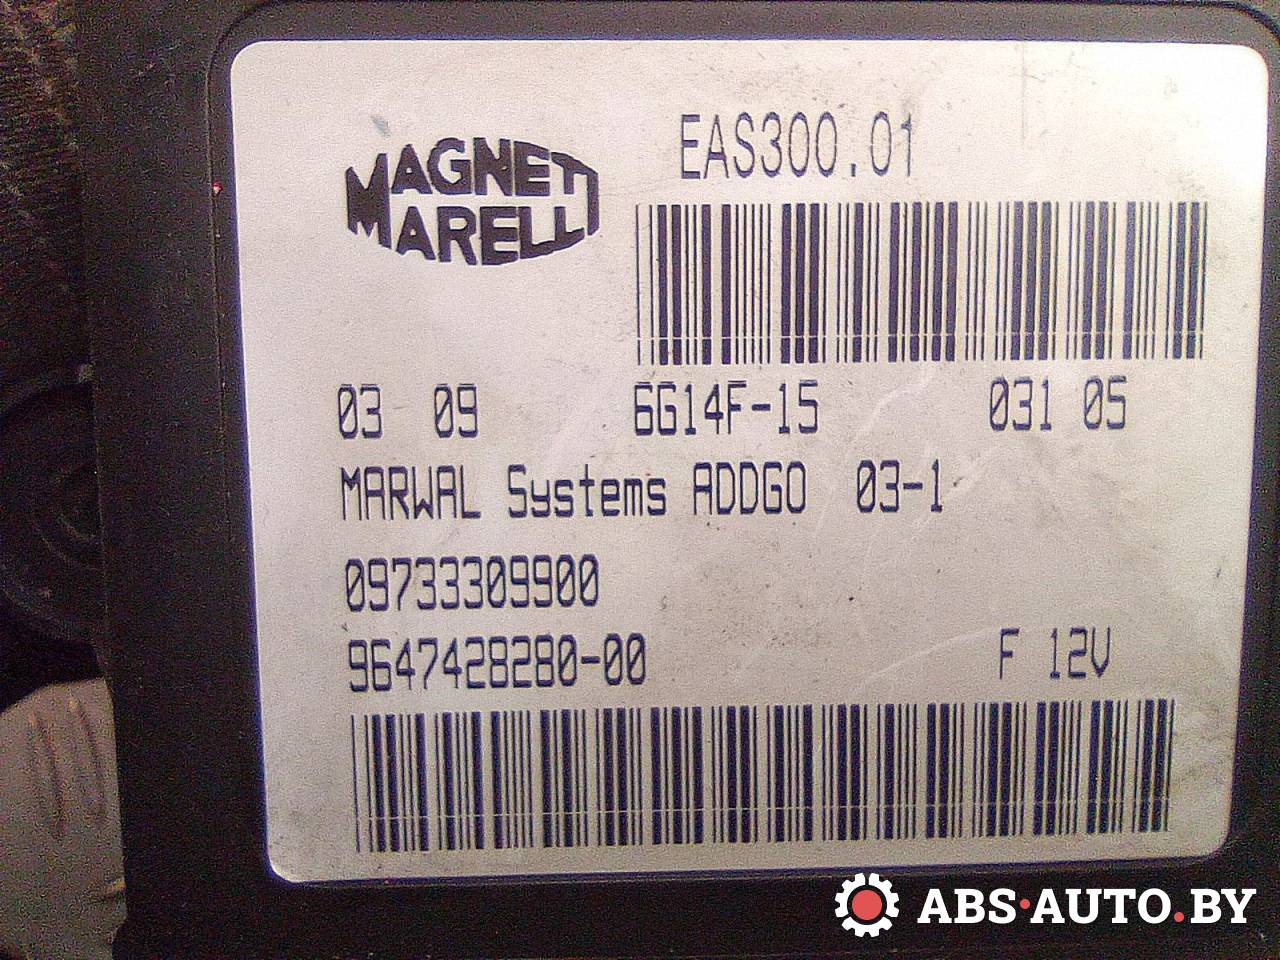 MAGNETI
MARELLI
EAS300.01
03 09 6G14F-15 031 05
MARWAL Systems ADDGO 03-1
09733309900
9647428280-00 F 12V
ABS·AUTO.BY